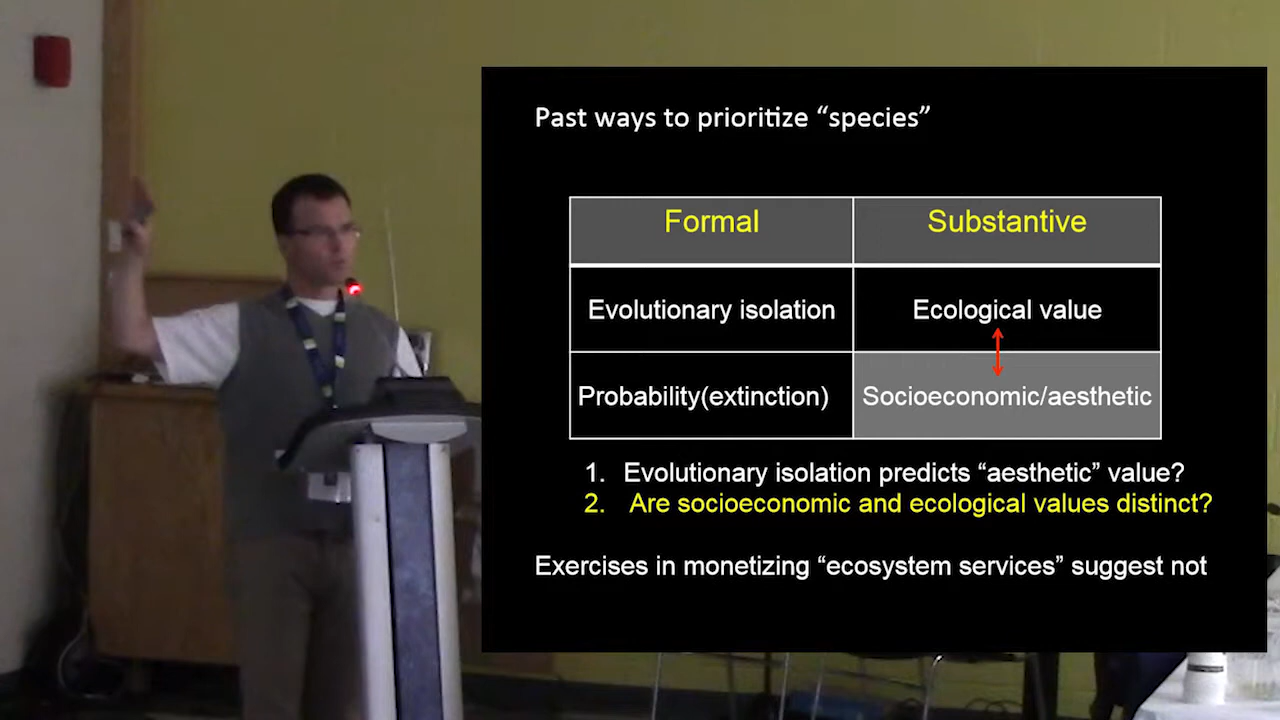 Past ways to prioritize “species”
Formal
Substantive
Evolutionary isolation
Ecological value
Probability(extinction)
Socioeconomic/aesthetic
1. Evolutionary isolation predicts “aesthetic” value?
2. Are socioeconomic and ecological values distinct?
Exercises in monetizing “ecosystem services” suggest not